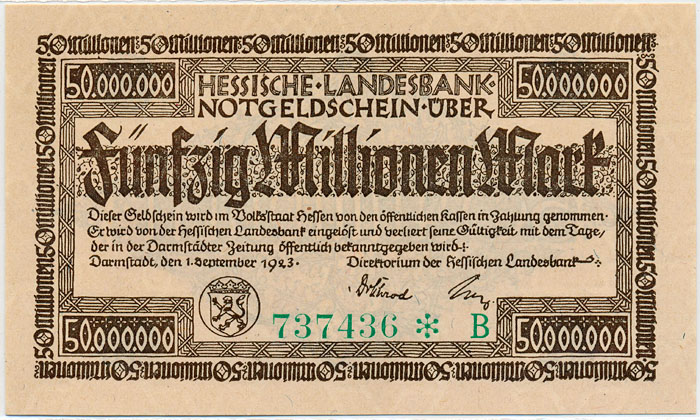 50 Millionen 50 Millionen 50 Millionen 50 Millionen 50 Millionen 50 Millionen
50.000.000 50.000.000
HESSISCHE · LANDESBANK
NOTGELDSCHEIN · ÜBER
Fünfzig Millionen Mark
Dieser Geldschein wird im Volksstaat Hessen von den öffentlichen Kassen in Zahlung genommen.
Er wird von der Hessischen Landesbank eingelöst und verliert seine Gültigkeit mit dem Tage,
der in der Darmstädter Zeitung öffentlich bekanntgegeben wird.
Darmstadt, den 1. September 1923. Direktorium der Hessischen Landesbank
737436 * B
50.000.000 50.000.000